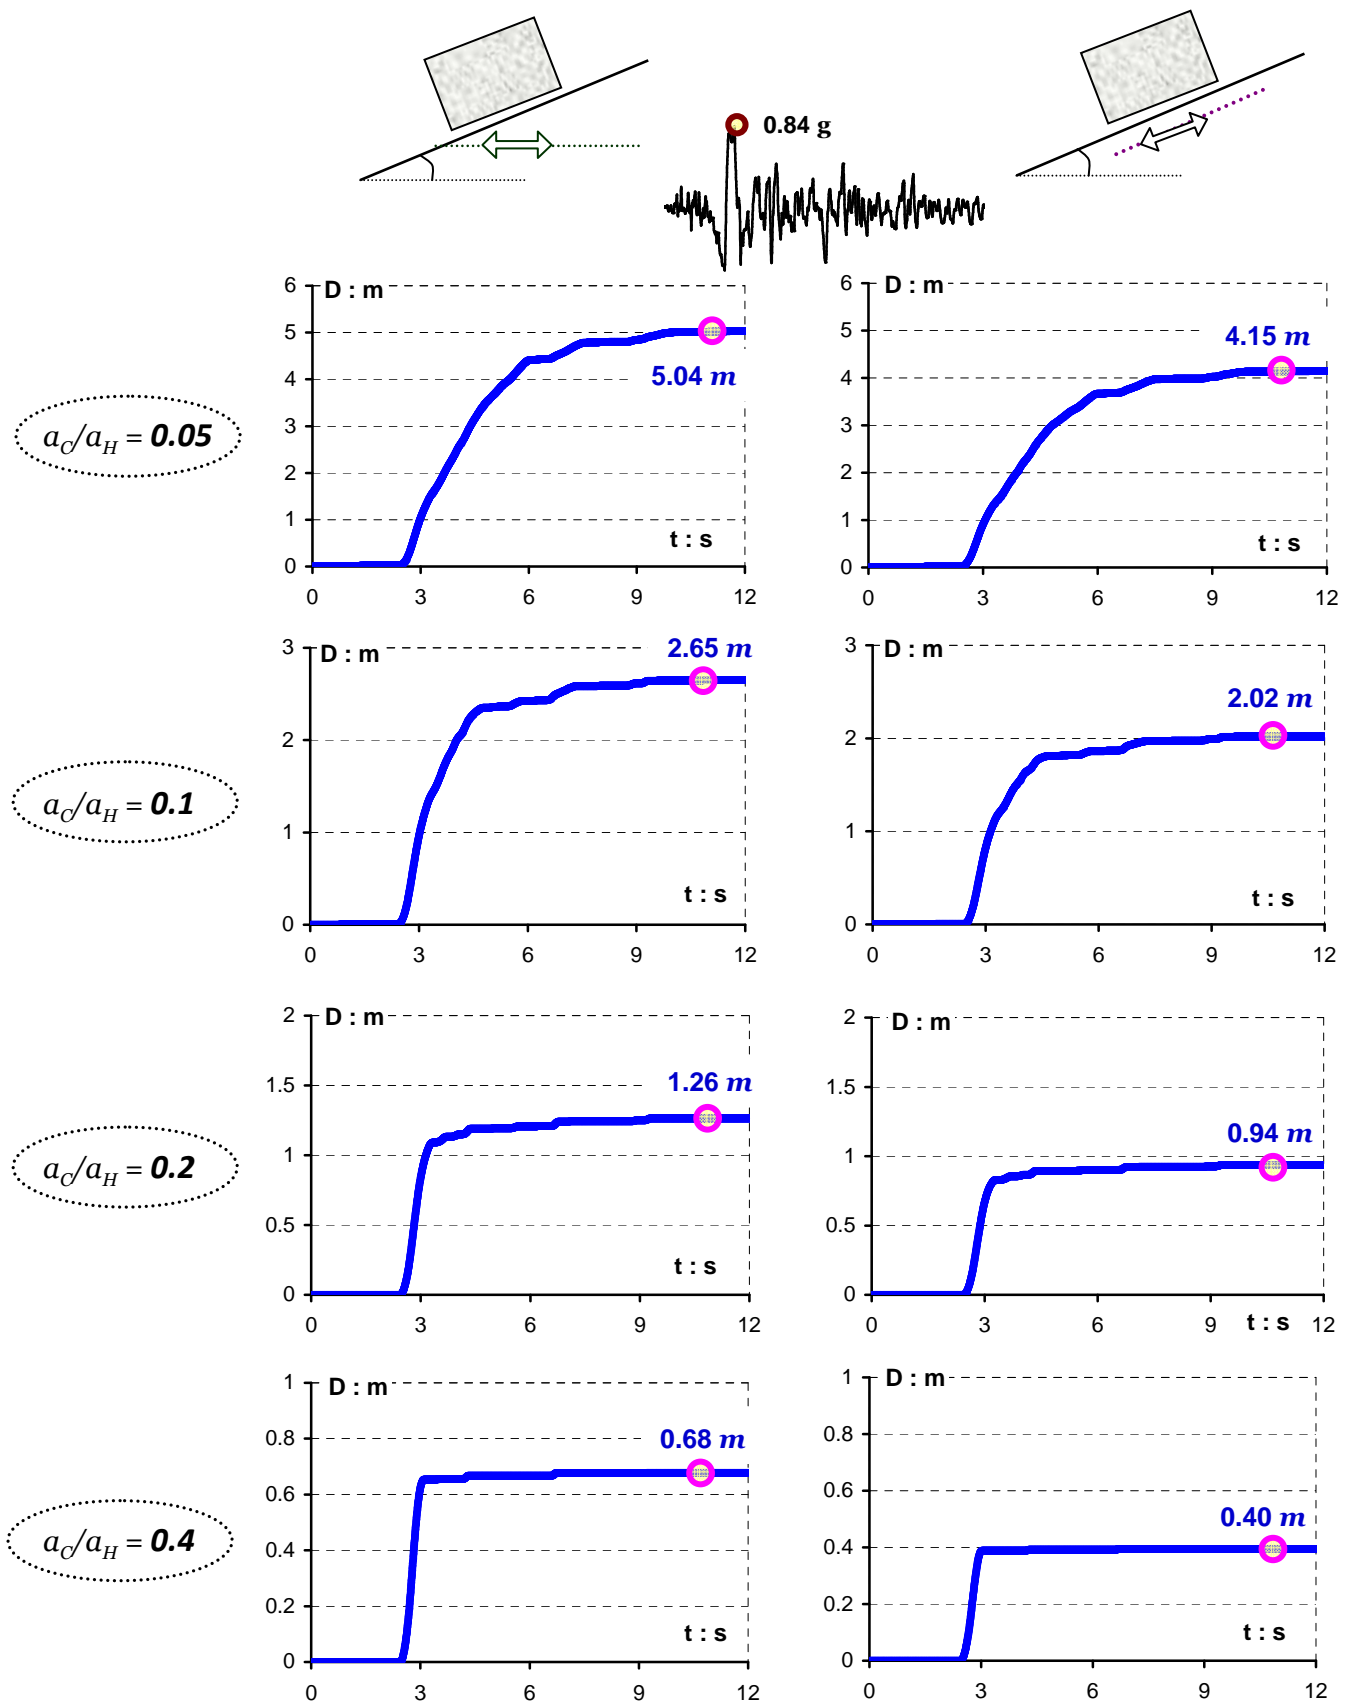 0.84 g
D : m
6
5
4
3
2
1
0
5.04 m
t : s
0 3 6 9 12
D : m
6
5
4
3
2
1
0
4.15 m
t : s
0 3 6 9 12
a_C/a_H = 0.05
D : m
3
2
1
0
2.65 m
t : s
0 3 6 9 12
D : m
3
2
1
0
2.02 m
t : s
0 3 6 9 12
a_C/a_H = 0.1
D : m
2
1.5
1
0.5
0
1.26 m
t : s
0 3 6 9 12
D : m
2
1.5
1
0.5
0
0.94 m
0 3 6 9 t : s 12
a_C/a_H = 0.2
D : m
1
0.8
0.6
0.4
0.2
0
0.68 m
t : s
0 3 6 9 12
D : m
1
0.8
0.6
0.4
0.2
0
0.40 m
t : s
0 3 6 9 12
a_C/a_H = 0.4